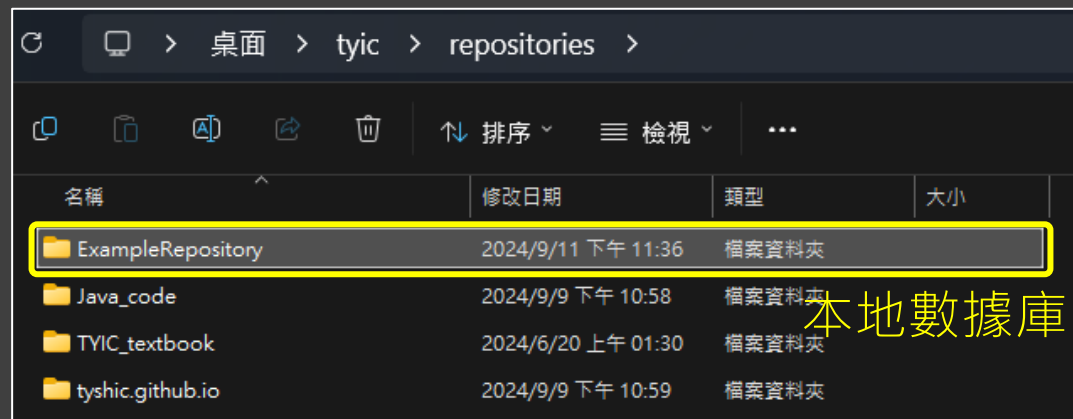 桌面 > tyic > repositories >
排序 檢視 ...
名稱 修改日期 類型 大小
ExampleRepository 2024/9/11 下午 11:36 檔案資料夾
Java_code 2024/9/9 下午 10:58 檔案資料夾
本地數據庫
TYIC_textbook 2024/6/20 上午 01:30 檔案資料夾
tyshic.github.io 2024/9/9 下午 10:59 檔案資料夾